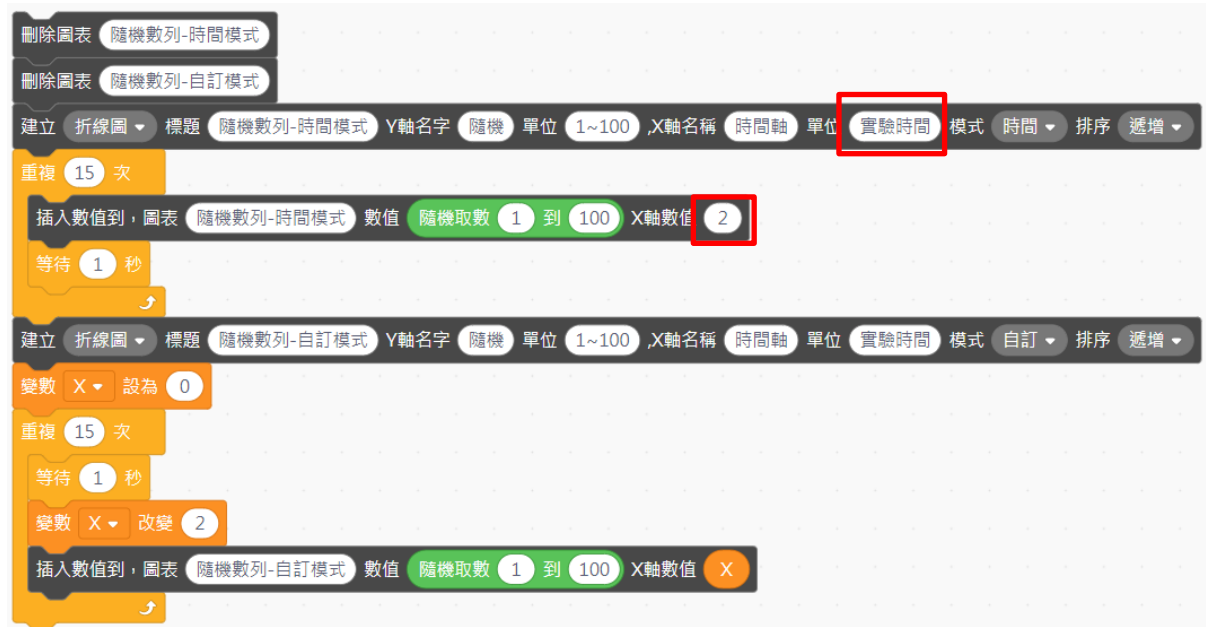 刪除圖表 隨機數列-時間模式
刪除圖表 隨機數列-自訂模式
建立 折線圖 標題 隨機數列-時間模式 Y軸名字 隨機 單位 1~100 ,X軸名稱 時間軸 單位 實驗時間 模式 時間 排序 遞增
重複 15 次
插入數值到,圖表 隨機數列-時間模式 數值 隨機取數 1 到 100 X軸數值 2
等待 1 秒
建立 折線圖 標題 隨機數列-自訂模式 Y軸名字 隨機 單位 1~100 ,X軸名稱 時間軸 單位 實驗時間 模式 自訂 排序 遞增
變數 X 設為 0
重複 15 次
等待 1 秒
變數 X 改變 2
插入數值到,圖表 隨機數列-自訂模式 數值 隨機取數 1 到 100 X軸數值 X